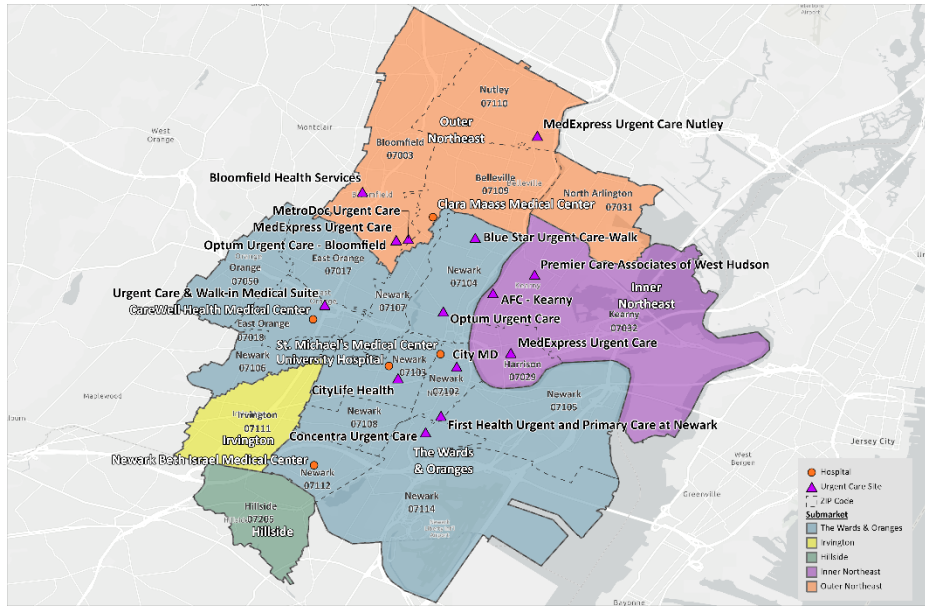 Nutley
07110
Outer
Northeast
MedExpress Urgent Care Nutley
West
Orange
Montclair
Bloomfield
07003
Bloomfield Health Services
Belleville
07109
Belleville
North Arlington
07031
MetroDoc Urgent Care
Clara Maass Medical Center
MedExpress Urgent Care
Optum Urgent Care - Bloomfield
Blue Star Urgent Care-Walk
East Orange
07017
Orange
07050
Newark
07104
Premier Care Associates of West Hudson
Kearny
Inner
Northeast
Urgent Care & Walk-in Medical Suite
Newark
07107
AFC - Kearny
CareWell Health Medical Center
Optum Urgent Care
Kearny
07032
East Orange
07018
St. Michael's Medical Center
MedExpress Urgent Care
University Hospital
City MD
Harrison
07029
Newark
07106
Newark
07103
CityLife Health
Newark
07102
Newark
07105
Maplewood
Irvington
07111
Irvington
Newark
07108
First Health Urgent and Primary Care at Newark
Concentra Urgent Care
Jersey City
The Wards
& Oranges
Newark Beth Israel Medical Center
Newark
07112
West
Bergen
Newark
07114
Greenville
Hillside
07205
Hillside
Bayonne
Hospital
Urgent Care Site
ZIP Code
Submarket
The Wards & Oranges
Irvington
Hillside
Inner Northeast
Outer Northeast